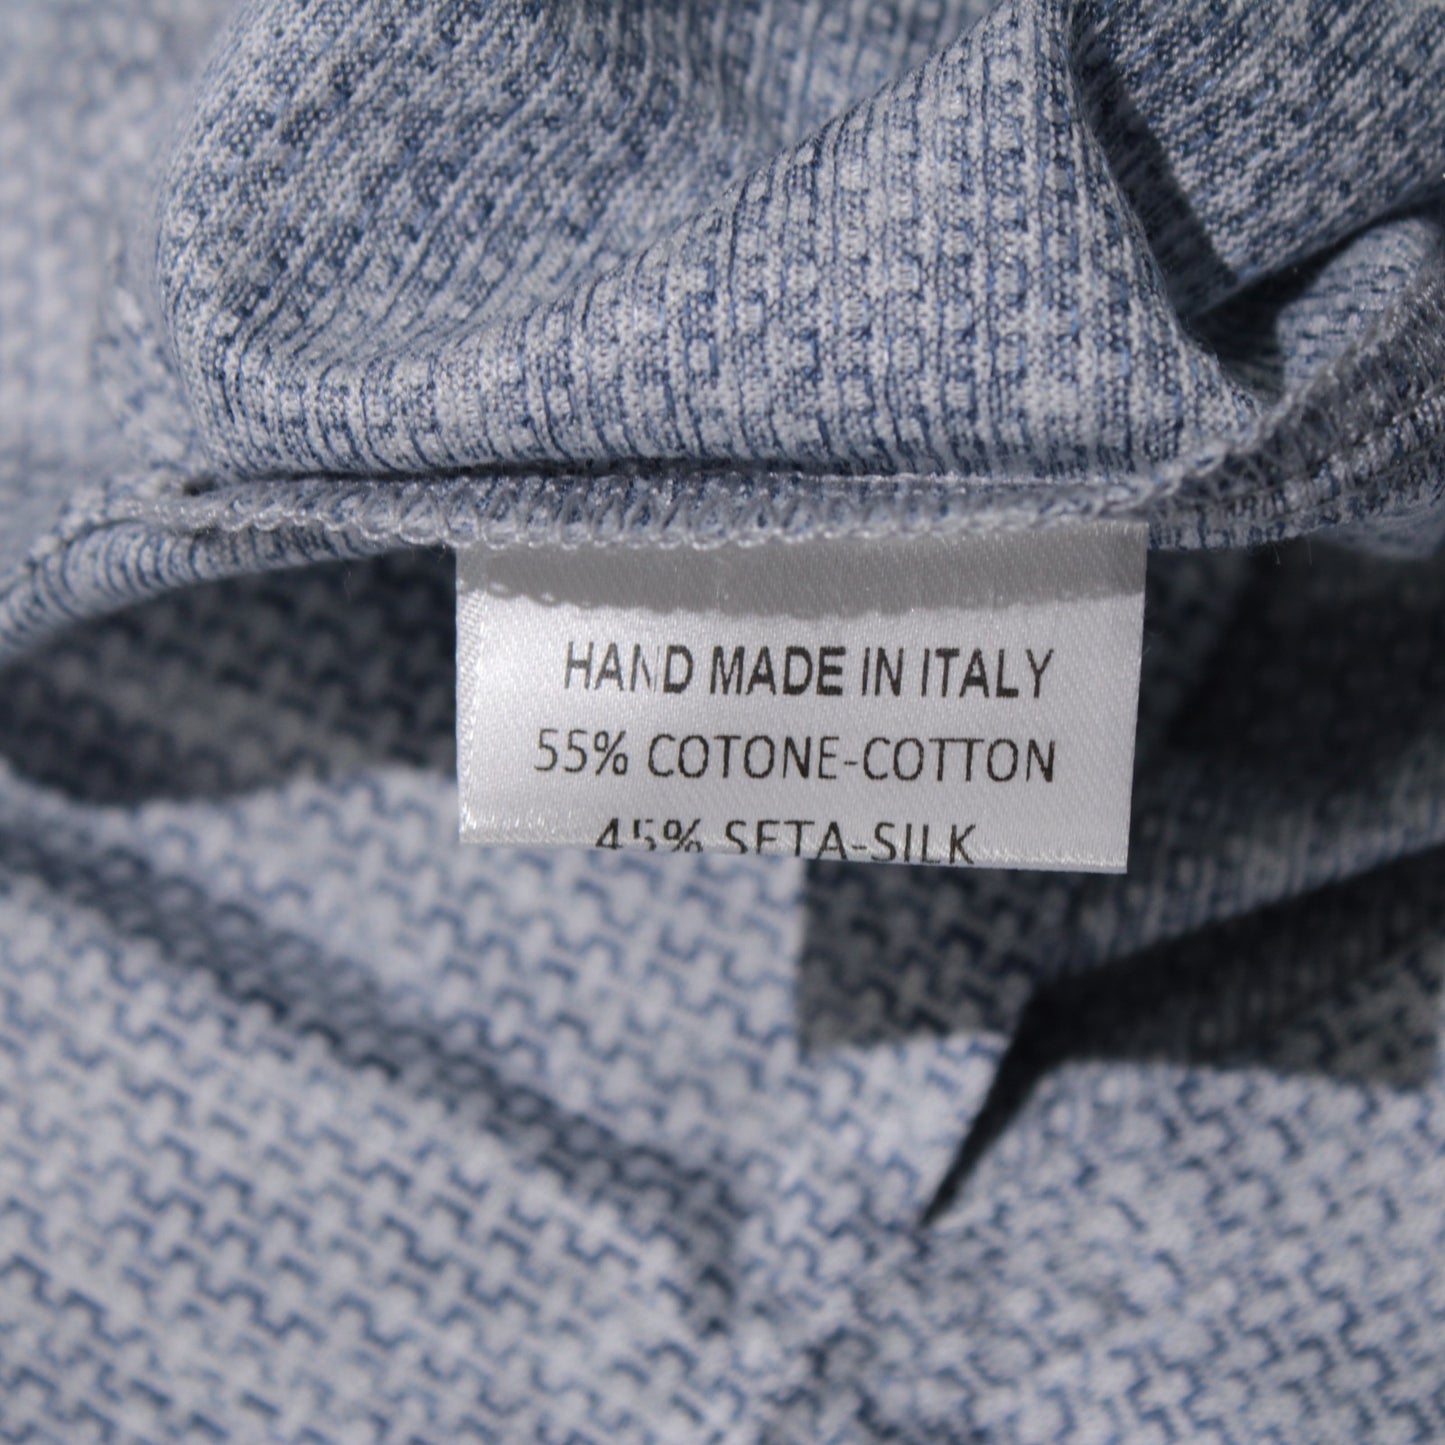 HAND MADE IN ITALY
55% COTONE-COTTON
45% SETA-SILK